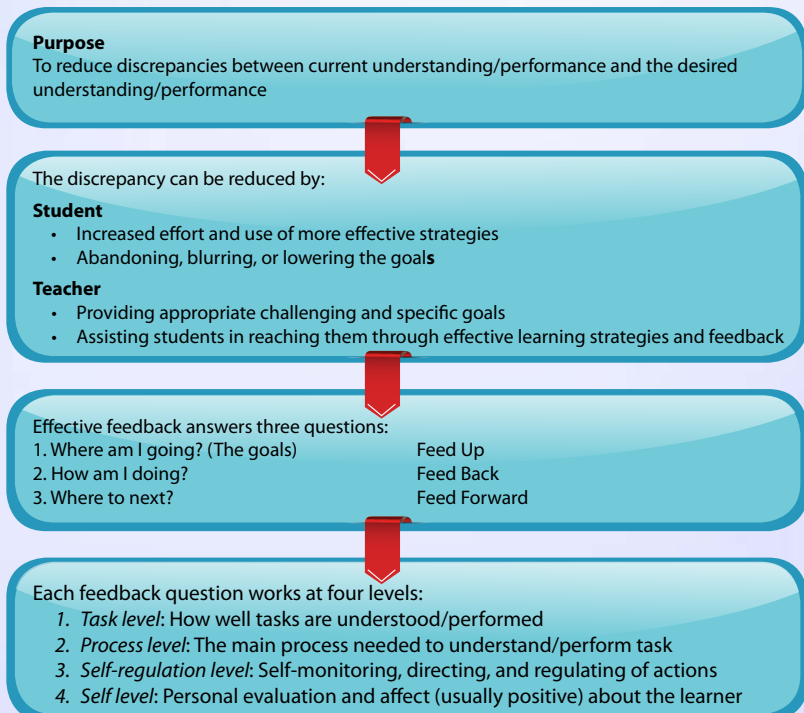 Purpose
To reduce discrepancies between current understanding/performance and the desired
understanding/performance
The discrepancy can be reduced by:
Student
• Increased effort and use of more effective strategies
• Abandoning, blurring, or lowering the goals
Teacher
• Providing appropriate challenging and specific goals
• Assisting students in reaching them through effective learning strategies and feedback
Effective feedback answers three questions:
1. Where am I going? (The goals) Feed Up
2. How am I doing? Feed Back
3. Where to next? Feed Forward
Each feedback question works at four levels:
1. Task level: How well tasks are understood/performed
2. Process level: The main process needed to understand/perform task
3. Self-regulation level: Self-monitoring, directing, and regulating of actions
4. Self level: Personal evaluation and affect (usually positive) about the learner